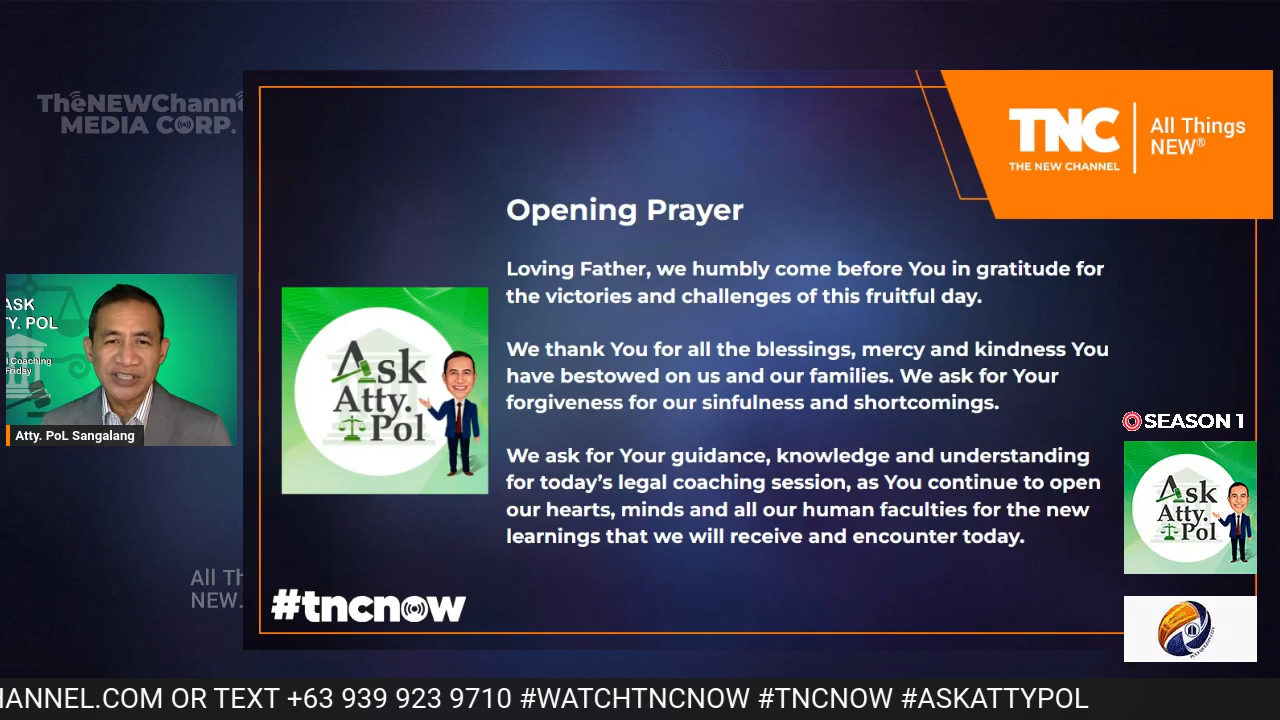 TheNEWChanne
MEDIA CORP.
TNC
THE NEW CHANNEL
All Things
NEW®
Opening Prayer
Loving Father, we humbly come before You in gratitude for
the victories and challenges of this fruitful day.
We thank You for all the blessings, mercy and kindness You
have bestowed on us and our families. We ask for Your
forgiveness for our sinfulness and shortcomings.
We ask for Your guidance, knowledge and understanding
for today’s legal coaching session, as You continue to open
our hearts, minds and all our human faculties for the new
learnings that we will receive and encounter today.
ASK
TY. POL
l Coaching
Friday
Atty. PoL Sangalang
Ask
Atty.
Pol
SEASON 1
Ask
Atty.
Pol
All Th
NEW.
#tncnow
HANNEL.COM OR TEXT +63 939 923 9710 #WATCHTNCNOW #TNCNOW #ASKATTYPOL